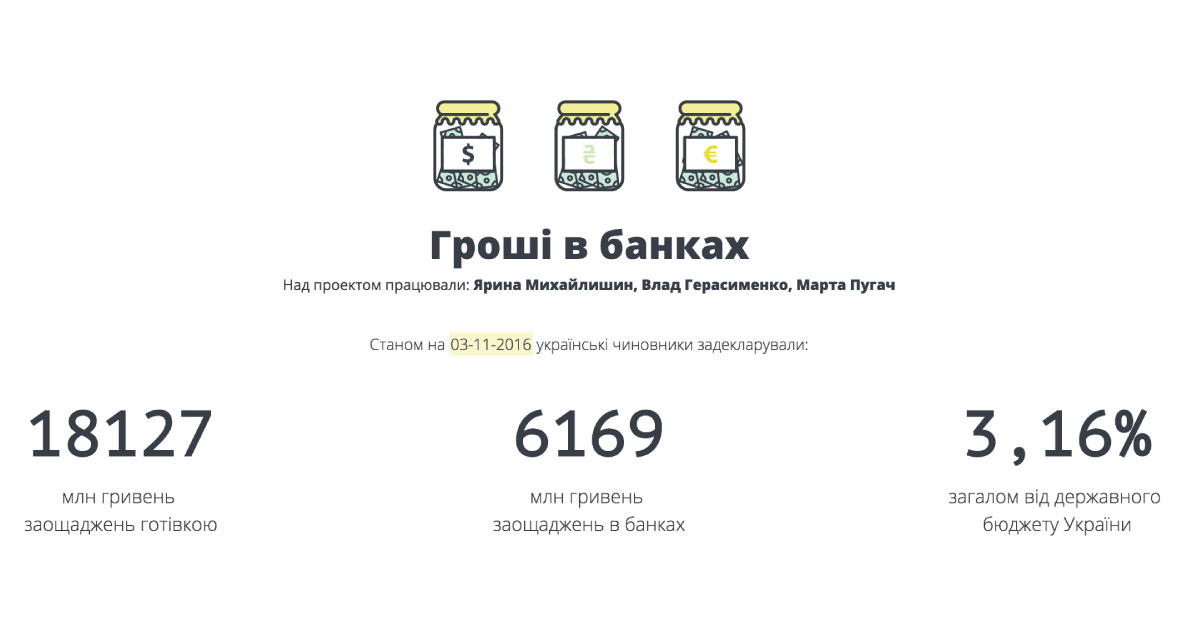 $ ₴ €
Гроші в банках
Над проектом працювали: Ярина Михайлишин, Влад Герасименко, Марта Пугач
Станом на 03-11-2016 українські чиновники задекларували:
18127
млн гривень
заощаджень готівкою
6169
млн гривень
заощаджень в банках
3,16%
загалом від державного
бюджету України